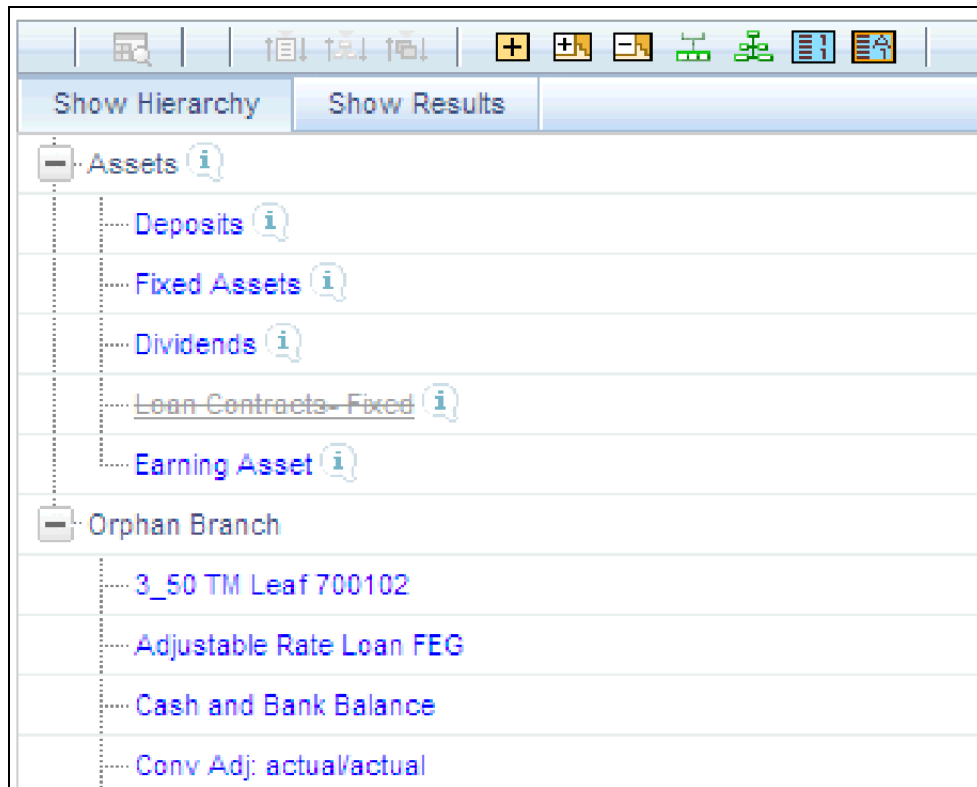 Show Hierarchy Show Results
Assets
Deposits
Fixed Assets
Dividends
Loan Contracts- Fixed
Earning Asset
Orphan Branch
3_50 TM Leaf 700102
Adjustable Rate Loan FEG
Cash and Bank Balance
Conv Adj: actual/actual